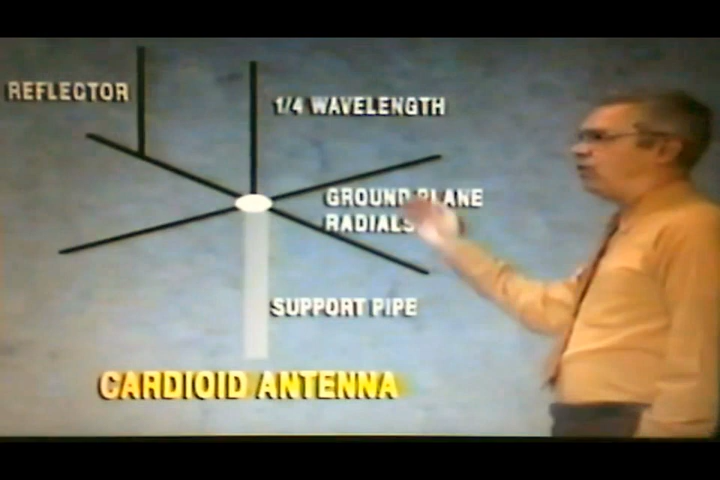 REFLECTOR
1/4 WAVELENGTH
GROUND PLANE
RADIALS
SUPPORT PIPE
CARDIOID ANTENNA